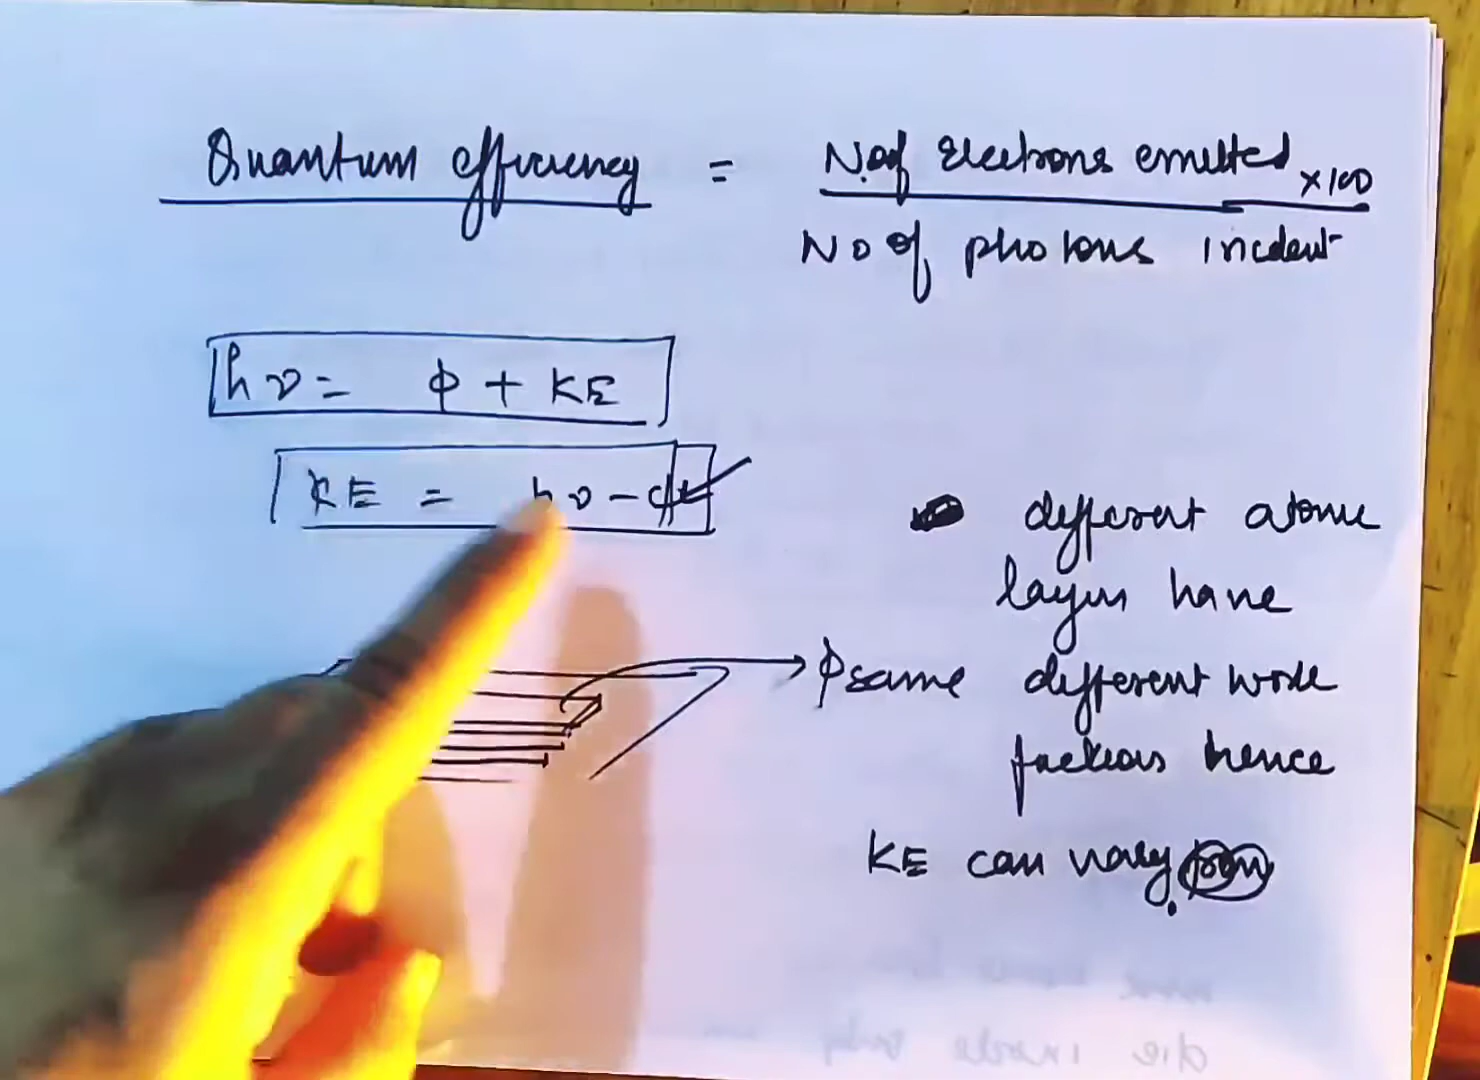 Quantum efficiency = No of Electrons emitted × 100
No of photons incident
hν = ϕ + KE
KE = hν - ϕ
different atomic
layers have
ϕ same different work
functions hence
KE can vary.